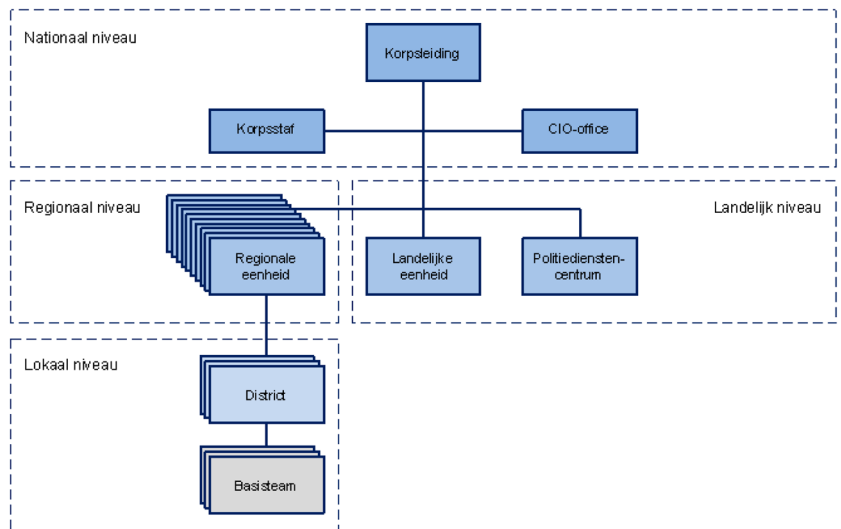 Nationaal niveau
Korpsleiding
Korpsstaf
CIO-office
Regionaal niveau
Landelijk niveau
Regionale
eenheid
Landelijke
eenheid
Politiediensten-
centrum
Lokaal niveau
District
Basisteam